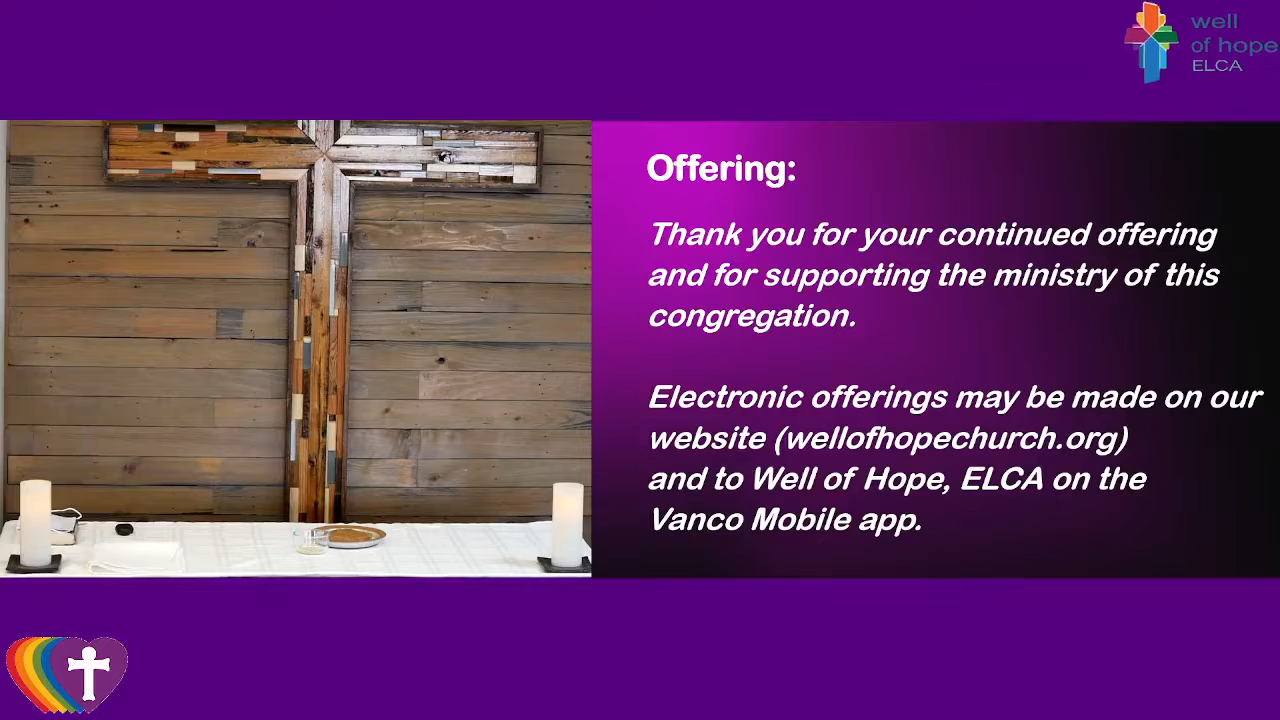 well
of hope
ELCA
Offering:
Thank you for your continued offering
and for supporting the ministry of this
congregation.
Electronic offerings may be made on our
website (wellofhopechurch.org)
and to Well of Hope, ELCA on the
Vanco Mobile app.